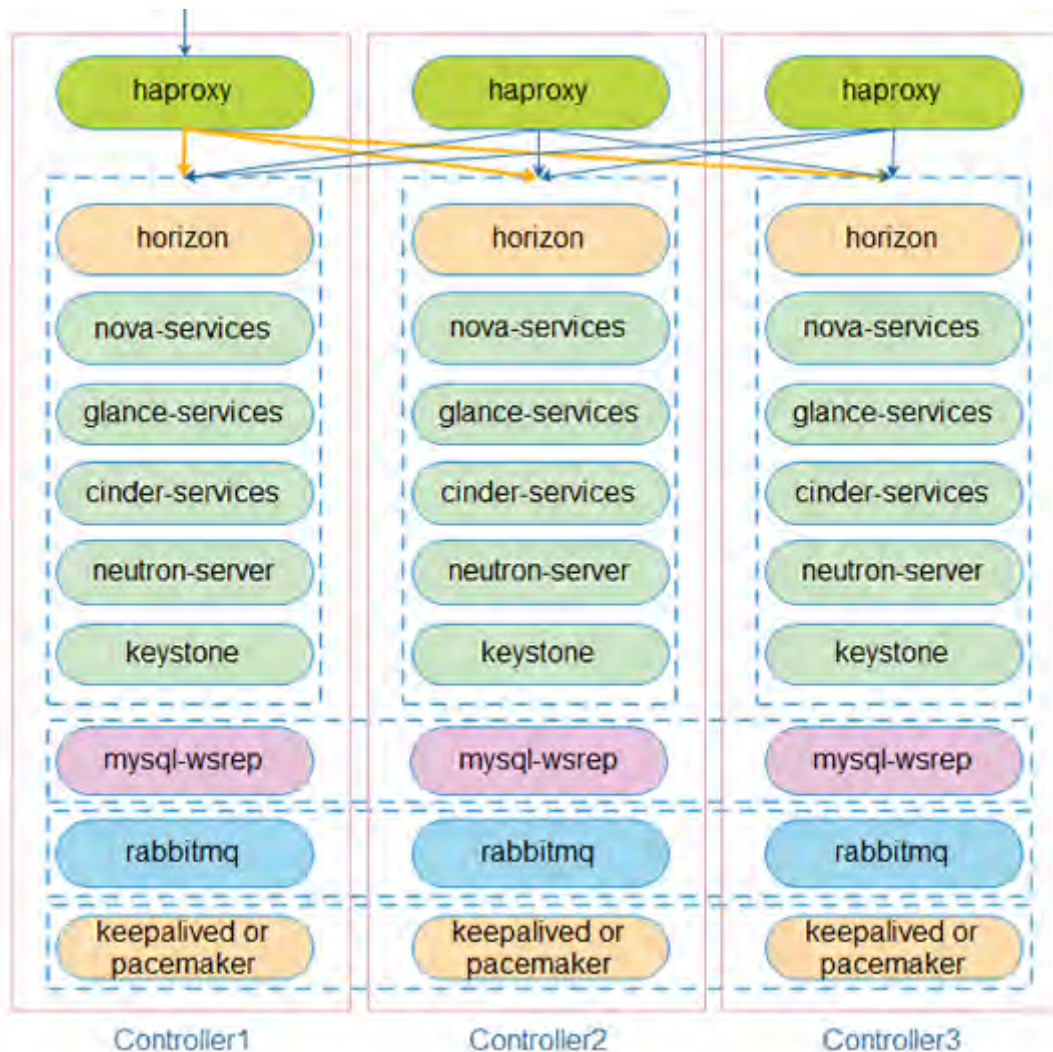 haproxy
haproxy
haproxy
horizon
horizon
horizon
nova-services
nova-services
nova-services
glance-services
glance-services
glance-services
cinder-services
cinder-services
cinder-services
neutron-server
neutron-server
neutron-server
keystone
keystone
keystone
mysql-wsrep
mysql-wsrep
mysql-wsrep
rabbitmq
rabbitmq
rabbitmq
keepalived or
pacemaker
keepalived or
pacemaker
keepalived or
pacemaker
Controller1
Controller2
Controller3